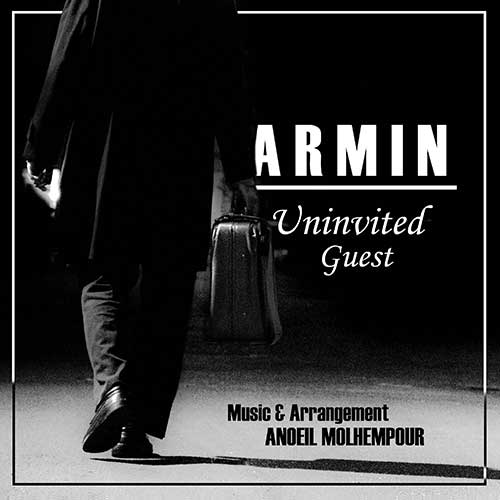 ARMIN
Uninvited
Guest
Music & Arrangement
ANOEIL MOLHEMPOUR